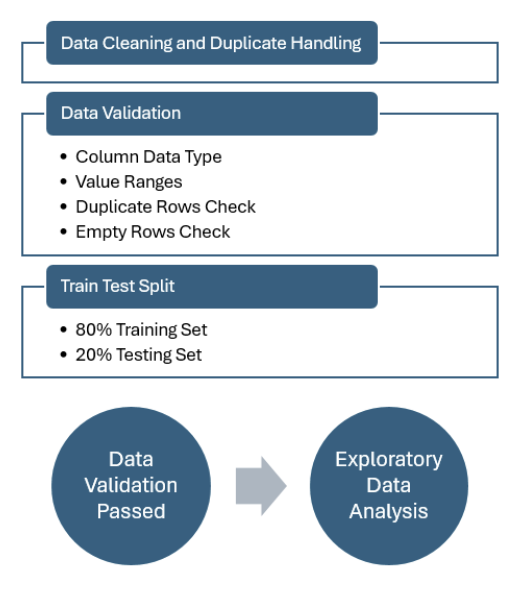 Data Cleaning and Duplicate Handling
Data Validation
• Column Data Type
• Value Ranges
• Duplicate Rows Check
• Empty Rows Check
Train Test Split
• 80% Training Set
• 20% Testing Set
Data
Validation
Passed
Exploratory
Data
Analysis